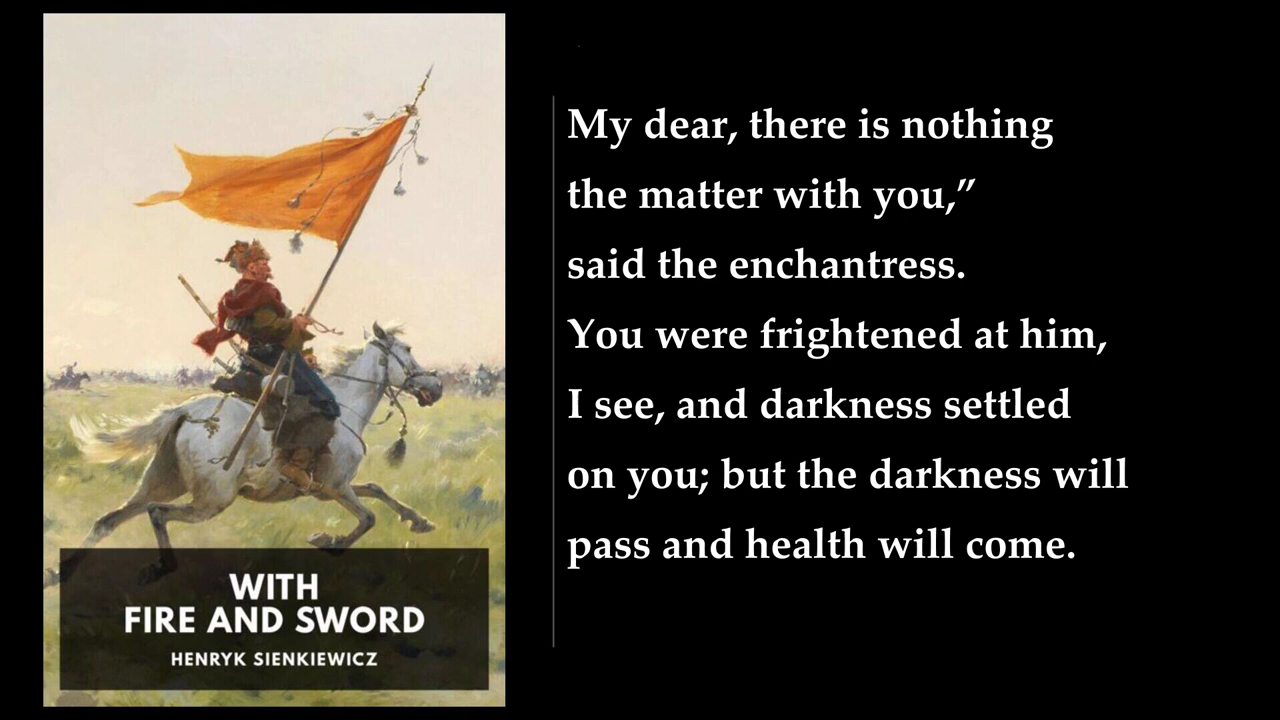 WITH
FIRE AND SWORD
HENRYK SIENKIEWICZ
My dear, there is nothing
the matter with you,”
said the enchantress.
You were frightened at him,
I see, and darkness settled
on you; but the darkness will
pass and health will come.